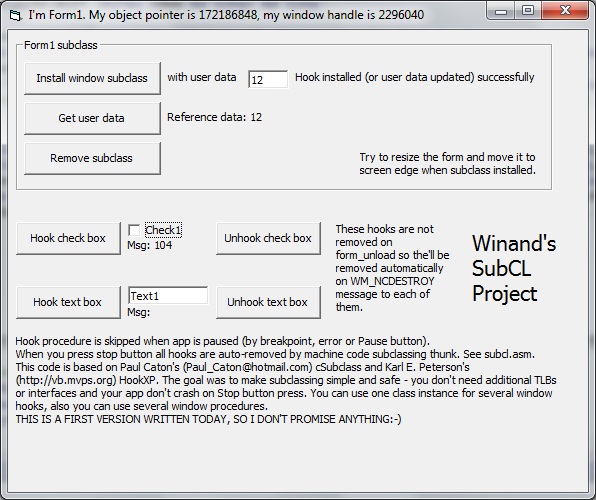 I'm Form1. My object pointer is 172186848, my window handle is 2296040
Form1 subclass
Install window subclass with user data 12 Hook installed (or user data updated) successfully
Get user data Reference data: 12
Remove subclass
Try to resize the form and move it to
screen edge when subclass installed.
Hook check box Check1 Unhook check box
Msg: 104
Hook text box Text1 Unhook text box
Msg:
These hooks are not
removed on
form_unload so the'll be
removed automatically
on WM_NCDESTROY
message to each of
them.
Winand's
SubCL
Project
Hook procedure is skipped when app is paused (by breakpoint, error or Pause button).
When you press stop button all hooks are auto-removed by machine code subclassing thunk. See subcl.asm.
This code is based on Paul Caton's (Paul_Caton@hotmail.com) cSubclass and Karl E. Peterson's
(http://vb.mvps.org) HookXP. The goal was to make subclassing simple and safe - you don't need additional TLBs
or interfaces and your app don't crash on Stop button press. You can use one class instance for several window
hooks, also you can use several window procedures.
THIS IS A FIRST VERSION WRITTEN TODAY, SO I DON'T PROMISE ANYTHING:-)